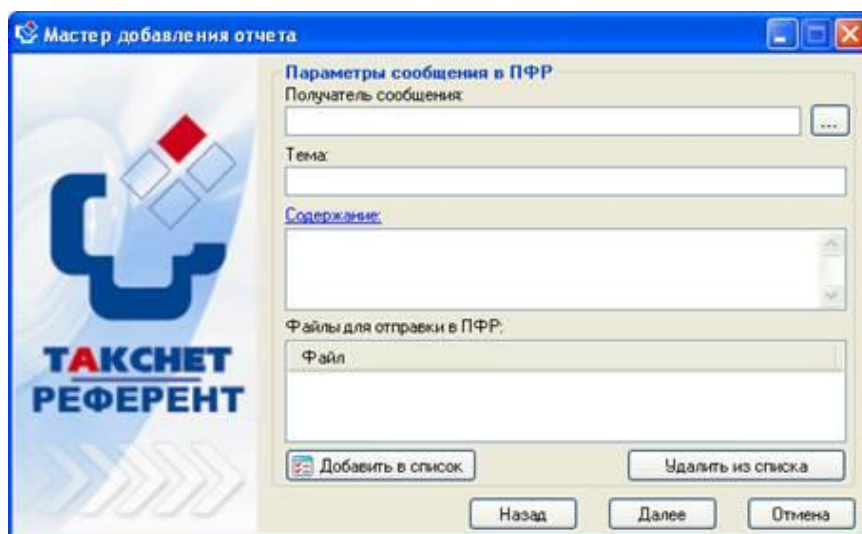 Мастер добавления отчета
Параметры сообщения в ПФР
Получатель сообщения:
...
Тема:
Содержание:
Файлы для отправки в ПФР:
Файл
ТАКСНЕТ
РЕФЕРЕНТ
Добавить в список
Удалить из списка
Назад
Далее
Отмена